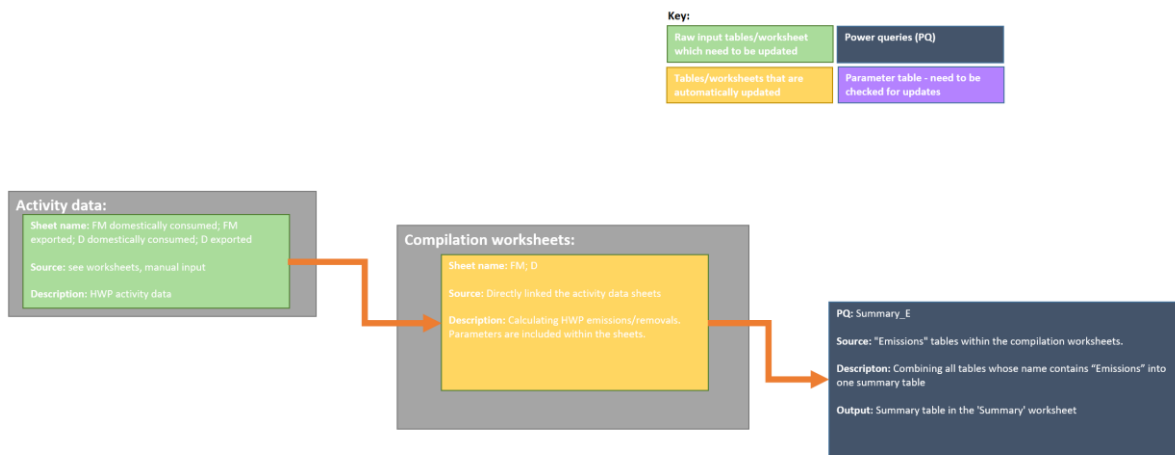 Key:
Raw input tables/worksheet
which need to be updated
Power queries (PQ)
Tables/worksheets that are
automatically updated
Parameter table - need to be
checked for updates
Activity data:
Sheet name: FM domestically consumed; FM
exported; D domestically consumed; D exported
Source: see worksheets, manual input
Description: HWP activity data
Compilation worksheets:
Sheet name: FM; D
Source: Directly linked the activity data sheets
Description: Calculating HWP emissions/removals.
Parameters are included within the sheets.
PQ: Summary_E
Source: "Emissions" tables within the compilation worksheets.
Descripton: Combining all tables whose name contains “Emissions” into
one summary table
Output: Summary table in the 'Summary' worksheet